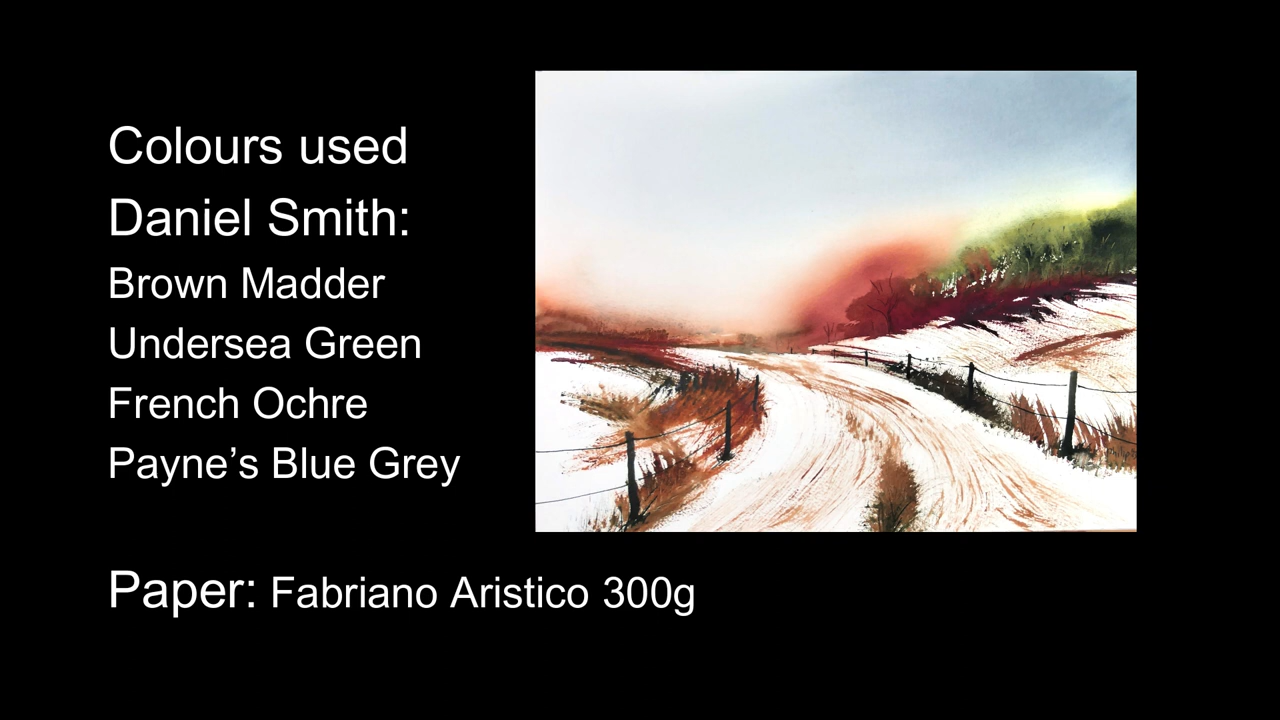 Colours used
Daniel Smith:
Brown Madder
Undersea Green
French Ochre
Payne’s Blue Grey
Paper: Fabriano Aristico 300g